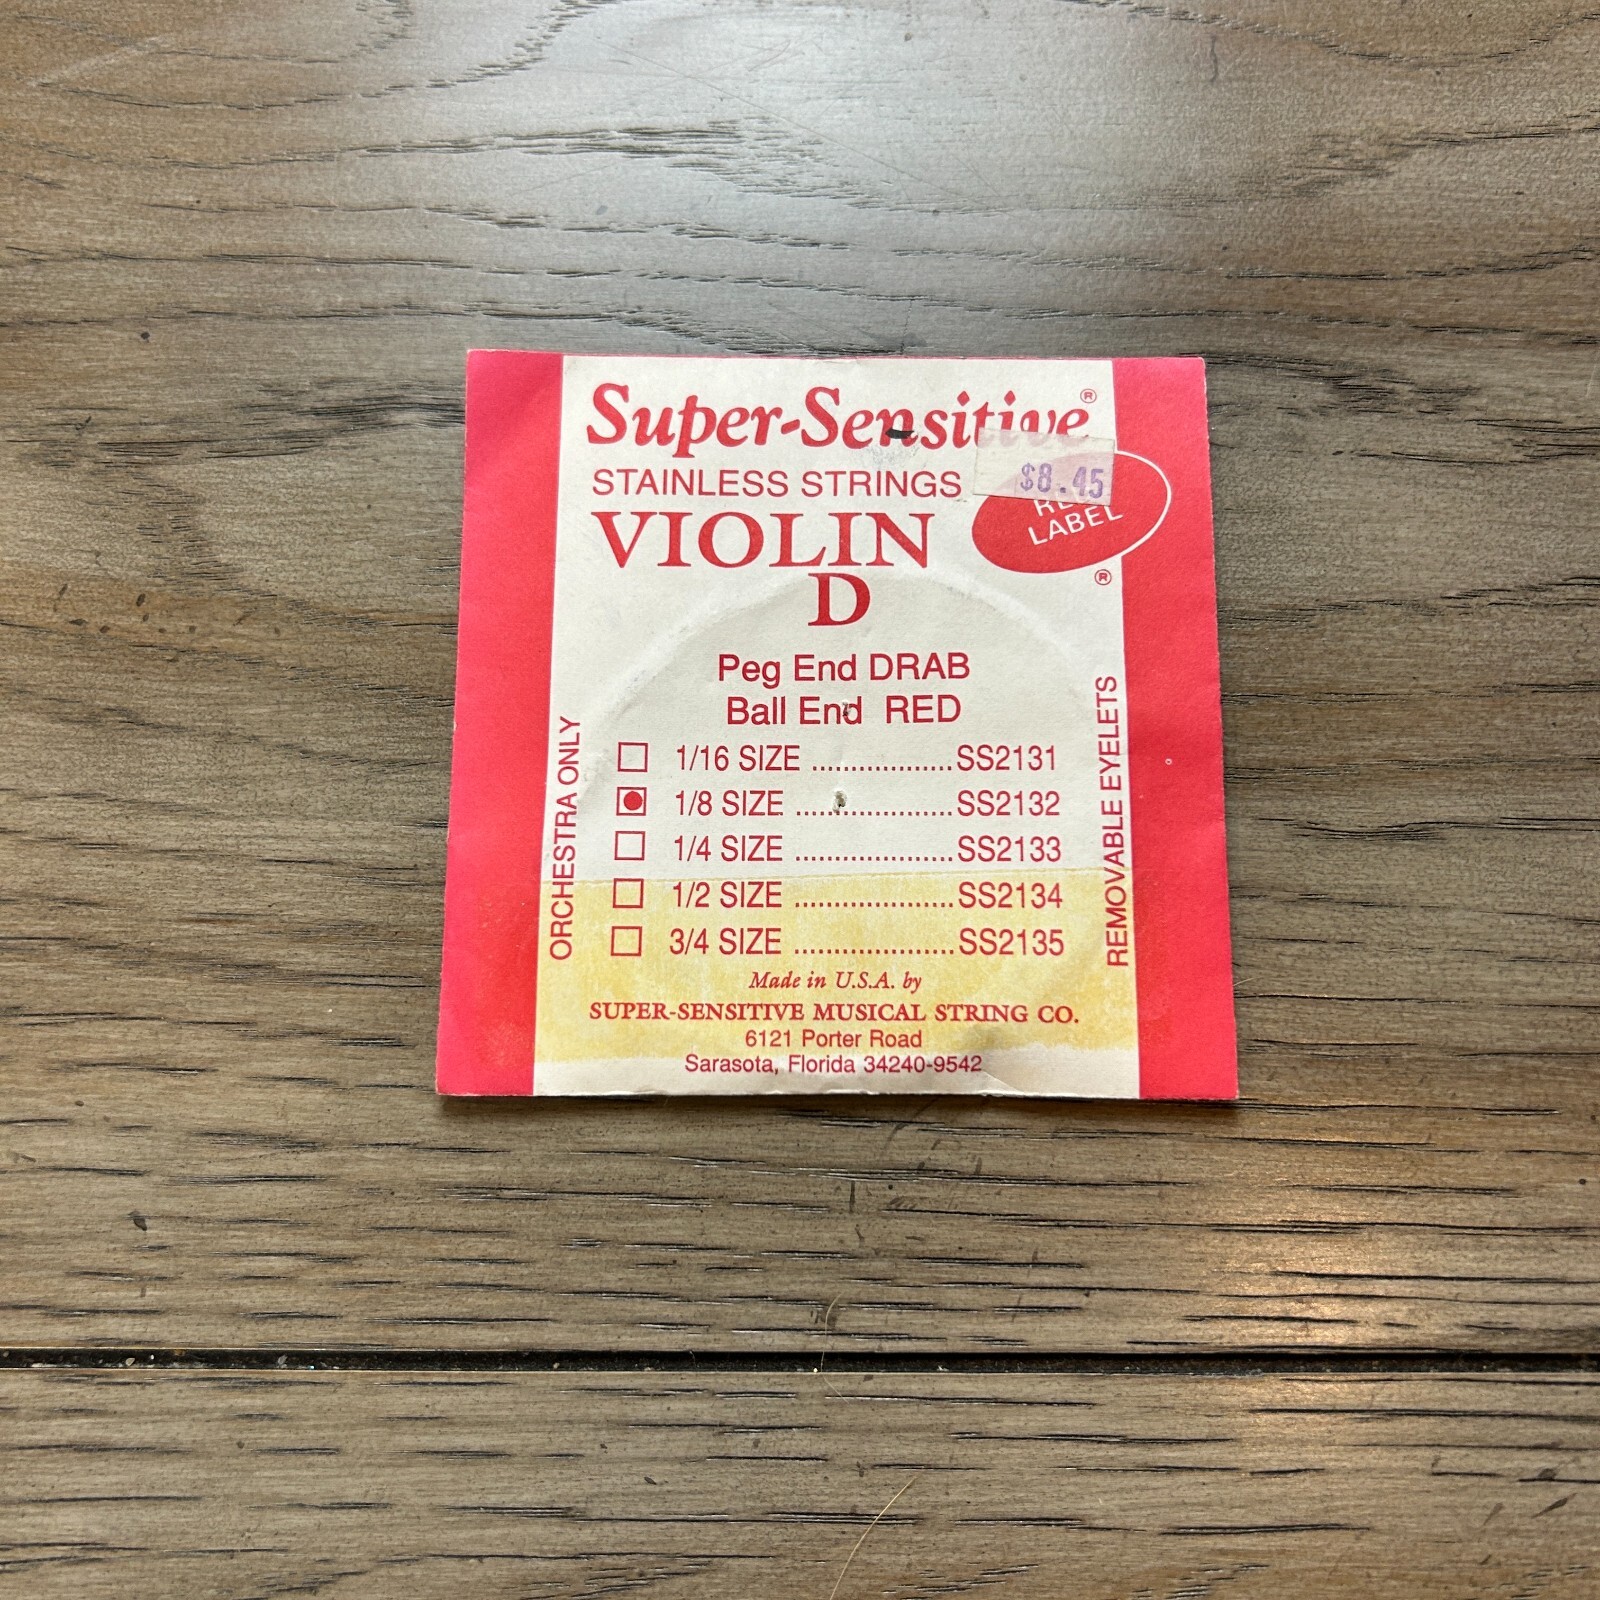 Super-Sensitive®
STAINLESS STRINGS
$8.45
LABEL
®
VIOLIN
D
Peg End DRAB
Ball End RED
1/16 SIZE ..................SS2131
1/8 SIZE ....................SS2132
1/4 SIZE ....................SS2133
1/2 SIZE ....................SS2134
3/4 SIZE ....................SS2135
ORCHESTRA ONLY
REMOVABLE EYELETS
Made in U.S.A. by
SUPER-SENSITIVE MUSICAL STRING CO.
6121 Porter Road
Sarasota, Florida 34240-9542